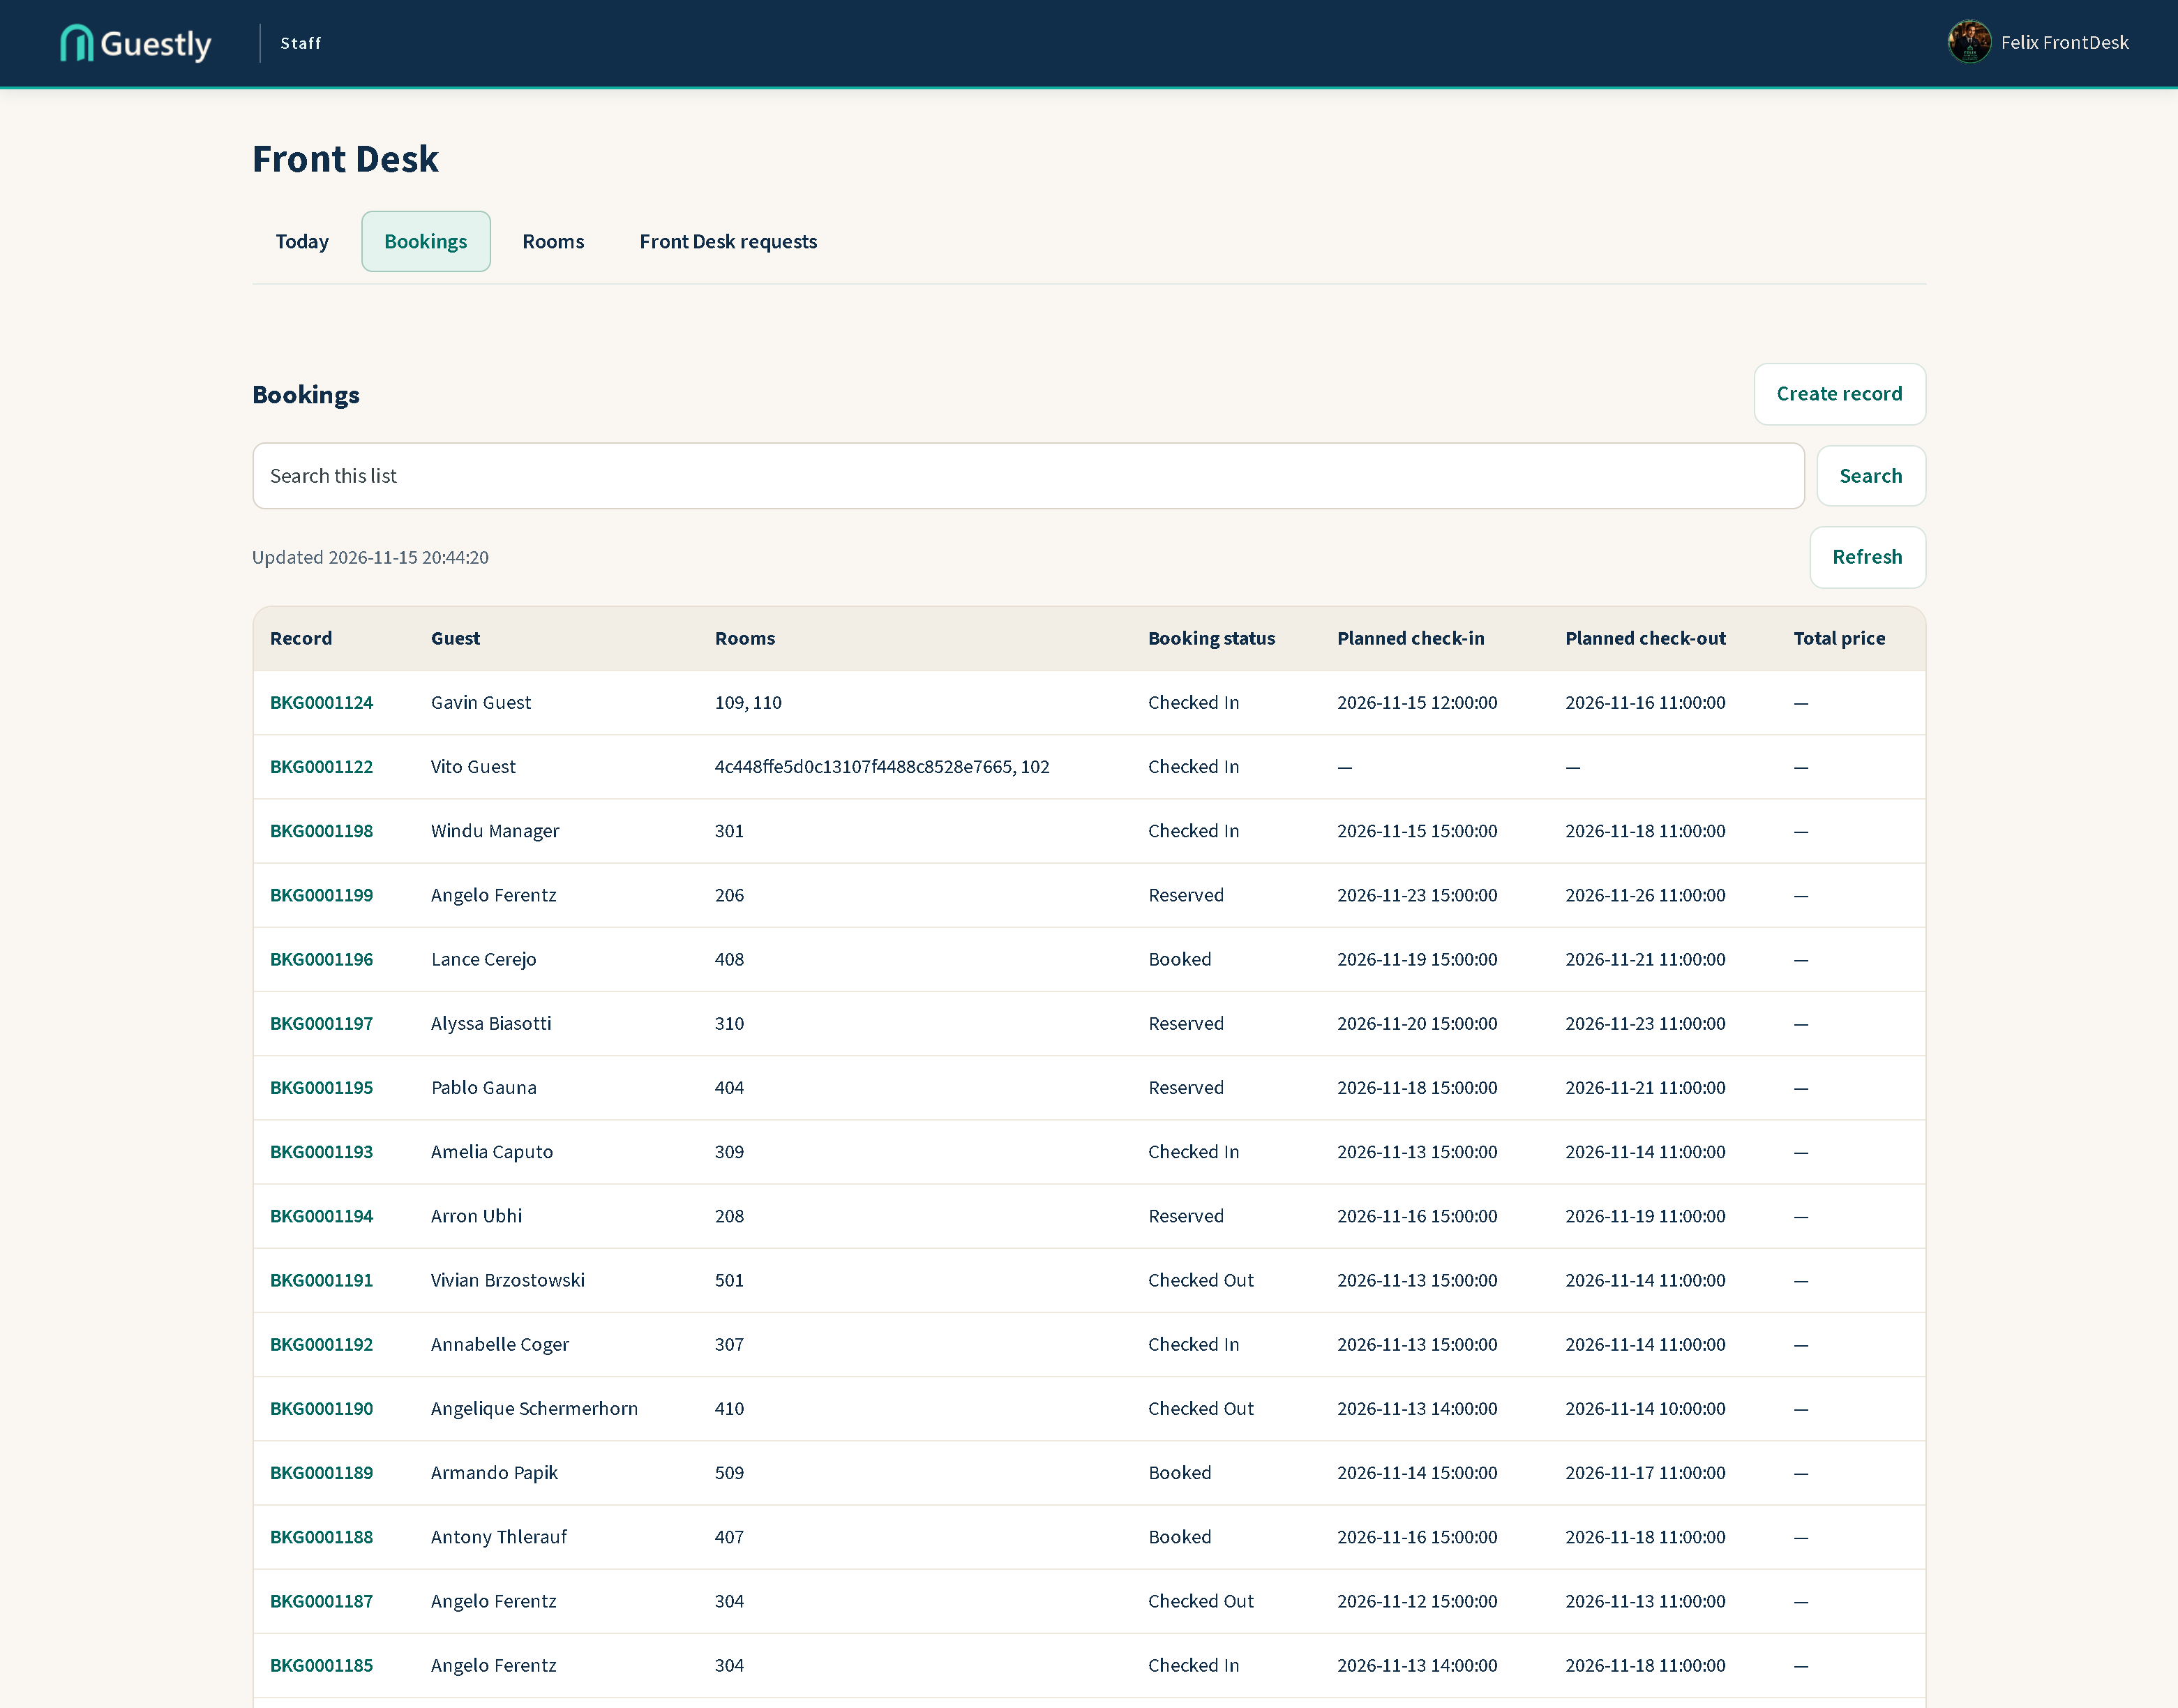 Guestly
Staff
Felix FrontDesk
Front Desk
Today Bookings Rooms Front Desk requests
Bookings
Create record
Search this list
Search
Updated 2026-11-15 20:44:20
Refresh
Record Guest Rooms Booking status Planned check-in Planned check-out Total price
BKG0001124 Gavin Guest 109, 110 Checked In 2026-11-15 12:00:00 2026-11-16 11:00:00 —
BKG0001122 Vito Guest 4c448ffe5d0c13107f4488c8528e7665, 102 Checked In — — —
BKG0001198 Windu Manager 301 Checked In 2026-11-15 15:00:00 2026-11-18 11:00:00 —
BKG0001199 Angelo Ferentz 206 Reserved 2026-11-23 15:00:00 2026-11-26 11:00:00 —
BKG0001196 Lance Cerejo 408 Booked 2026-11-19 15:00:00 2026-11-21 11:00:00 —
BKG0001197 Alyssa Biasotti 310 Reserved 2026-11-20 15:00:00 2026-11-23 11:00:00 —
BKG0001195 Pablo Gauna 404 Reserved 2026-11-18 15:00:00 2026-11-21 11:00:00 —
BKG0001193 Amelia Caputo 309 Checked In 2026-11-13 15:00:00 2026-11-14 11:00:00 —
BKG0001194 Arron Ubhi 208 Reserved 2026-11-16 15:00:00 2026-11-19 11:00:00 —
BKG0001191 Vivian Brzostowski 501 Checked Out 2026-11-13 15:00:00 2026-11-14 11:00:00 —
BKG0001192 Annabelle Coger 307 Checked In 2026-11-13 15:00:00 2026-11-14 11:00:00 —
BKG0001190 Angelique Schermerhorn 410 Checked Out 2026-11-13 14:00:00 2026-11-14 10:00:00 —
BKG0001189 Armando Papik 509 Booked 2026-11-14 15:00:00 2026-11-17 11:00:00 —
BKG0001188 Antony Thlerauf 407 Booked 2026-11-16 15:00:00 2026-11-18 11:00:00 —
BKG0001187 Angelo Ferentz 304 Checked Out 2026-11-12 15:00:00 2026-11-13 11:00:00 —
BKG0001185 Angelo Ferentz 304 Checked In 2026-11-13 14:00:00 2026-11-18 11:00:00 —